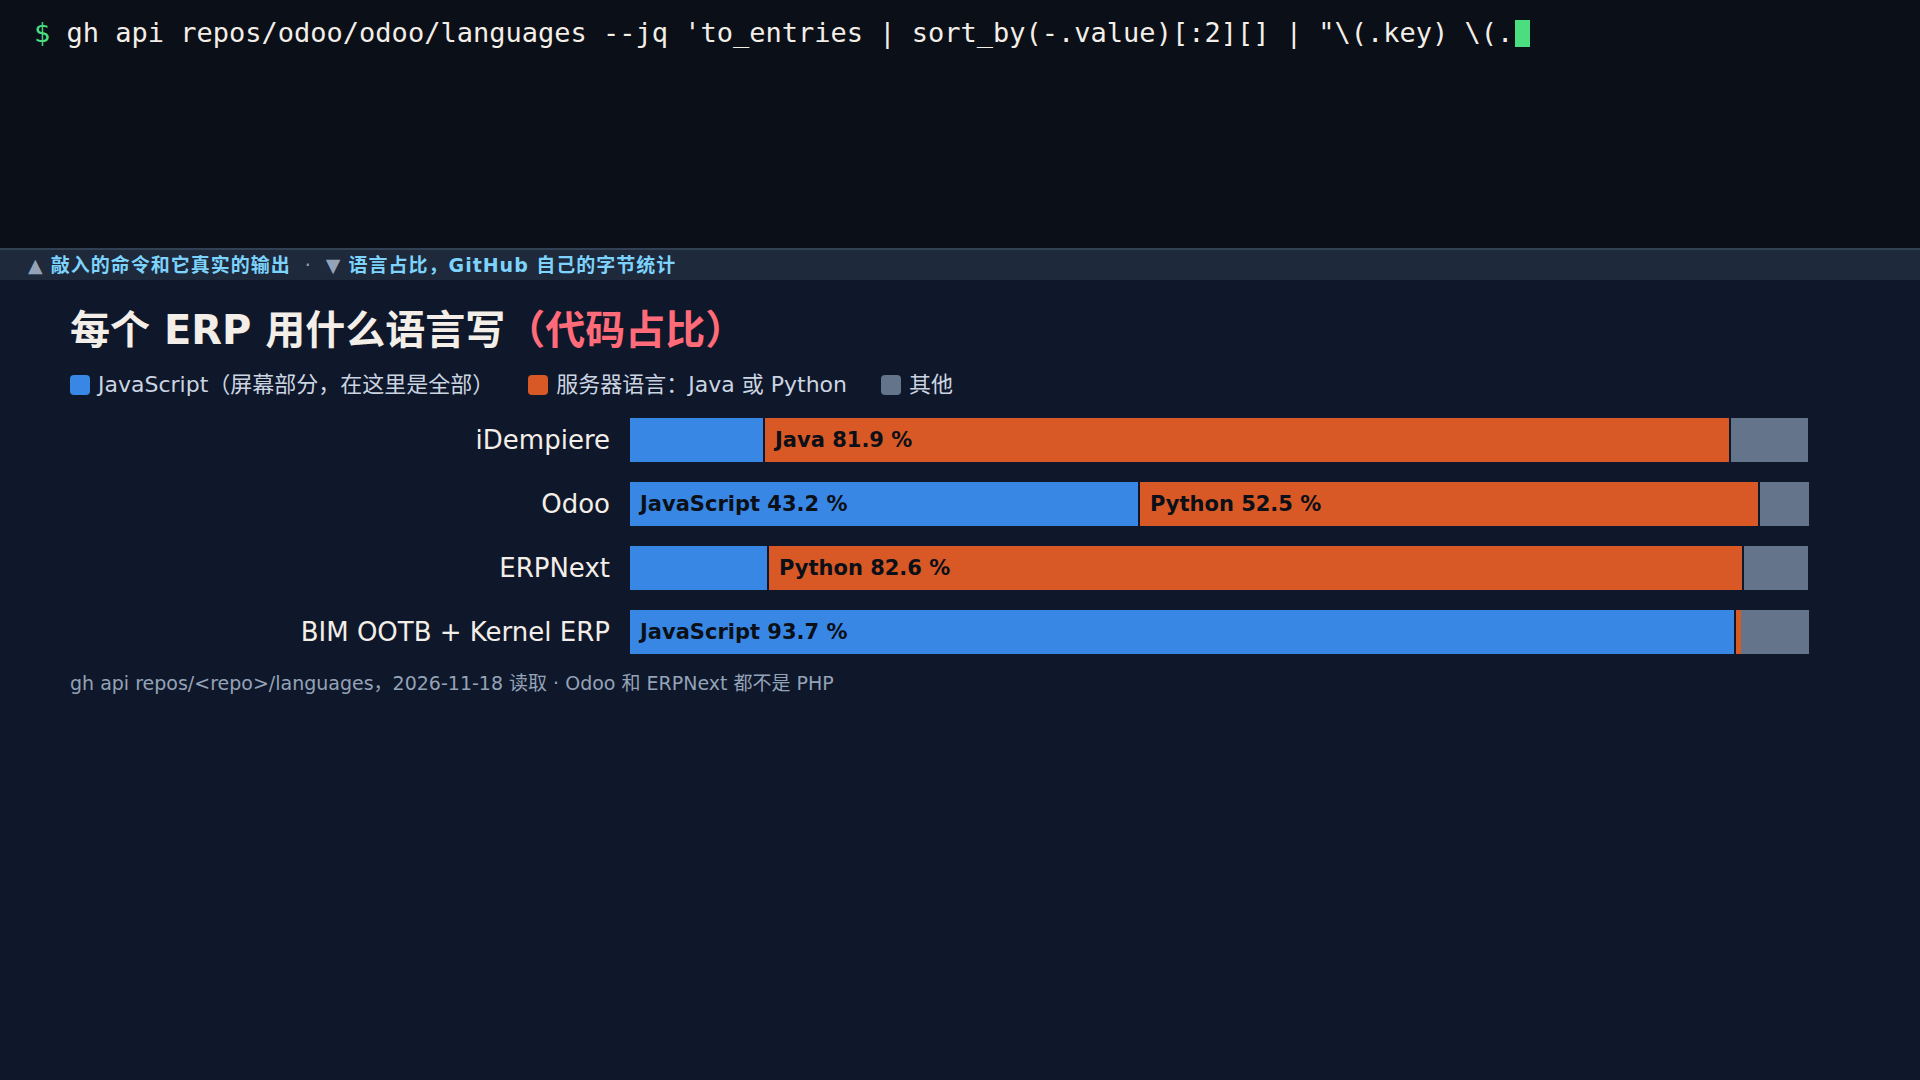 $ gh api repos/odoo/odoo/languages --jq 'to_entries | sort_by(-.value)[:2][] | "\(.key) \(.
▲ 敲入的命令和它真实的输出 · ▼ 语言占比，GitHub 自己的字节统计
每个 ERP 用什么语言写（代码占比）
JavaScript（屏幕部分，在这里是全部） 服务器语言：Java 或 Python 其他
iDempiere Java 81.9 %
Odoo JavaScript 43.2 % Python 52.5 %
ERPNext Python 82.6 %
BIM OOTB + Kernel ERP JavaScript 93.7 %
gh api repos/<repo>/languages，2026-11-18 读取 · Odoo 和 ERPNext 都不是 PHP